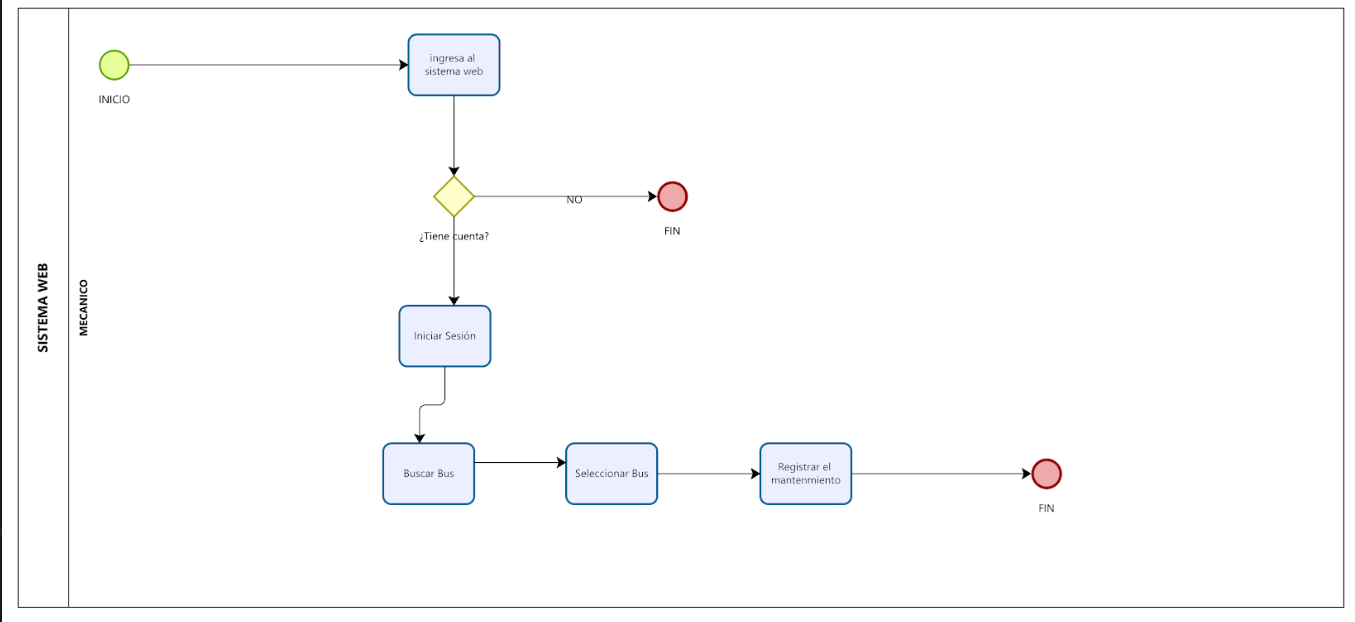 SISTEMA WEB
MECANICO
INICIO
ingresa al
sistema web
¿Tiene cuenta?
NO
FIN
Iniciar Sesión
Buscar Bus
Seleccionar Bus
Registrar el
mantenmiento
FIN